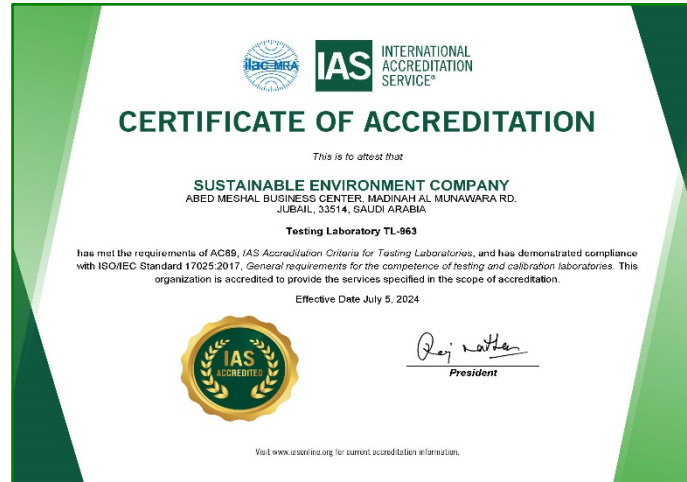 ilac-MRA
IAS
INTERNATIONAL
ACCREDITATION
SERVICE®
CERTIFICATE OF ACCREDITATION
This is to attest that
SUSTAINABLE ENVIRONMENT COMPANY
ABED MESHAL BUSINESS CENTER, MADINAH AL MUNAWARA RD.
JUBAIL, 33514, SAUDI ARABIA
Testing Laboratory TL-963
has met the requirements of AC89, IAS Accreditation Criteria for Testing Laboratories, and has demonstrated compliance
with ISO/IEC Standard 17025:2017, General requirements for the competence of testing and calibration laboratories. This
organization is accredited to provide the services specified in the scope of accreditation.
Effective Date July 5, 2024
IAS
ACCREDITED
President
Visit www.iasonline.org for current accreditation information.